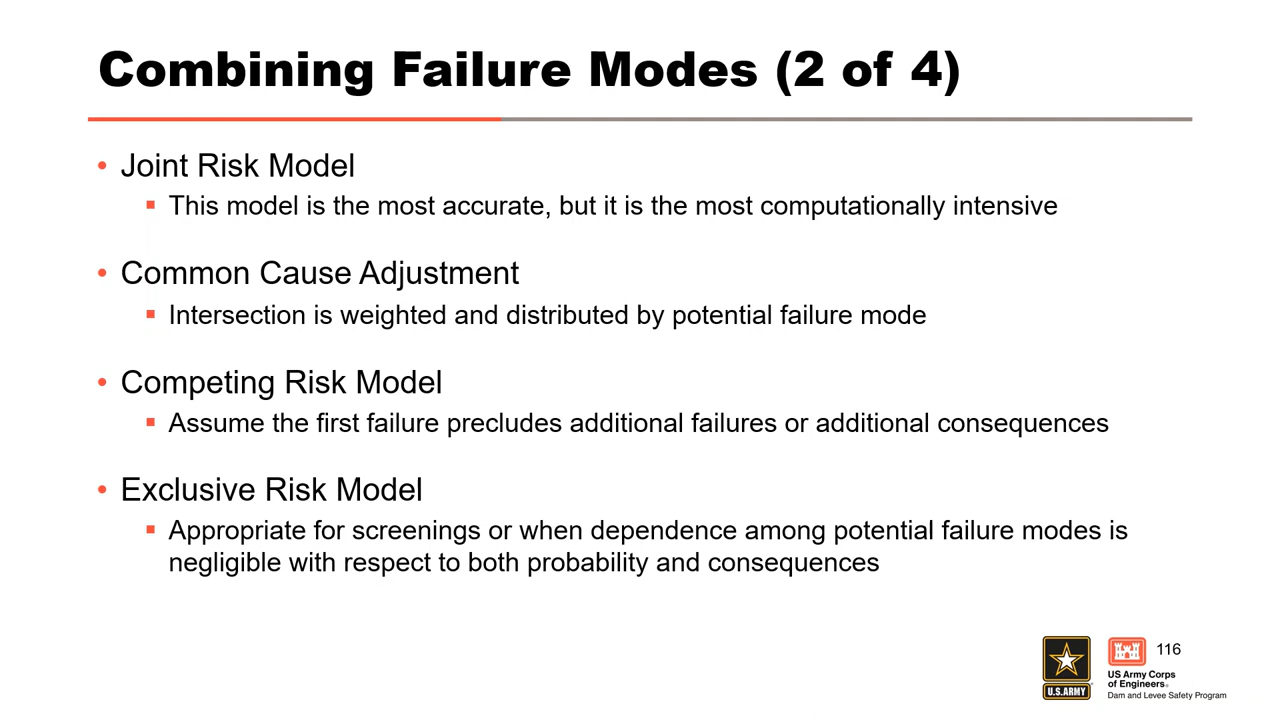 Combining Failure Modes (2 of 4)
• Joint Risk Model
▪ This model is the most accurate, but it is the most computationally intensive
• Common Cause Adjustment
▪ Intersection is weighted and distributed by potential failure mode
• Competing Risk Model
▪ Assume the first failure precludes additional failures or additional consequences
• Exclusive Risk Model
▪ Appropriate for screenings or when dependence among potential failure modes is
negligible with respect to both probability and consequences
116
U.S.ARMY
US Army Corps
of Engineers®
Dam and Levee Safety Program